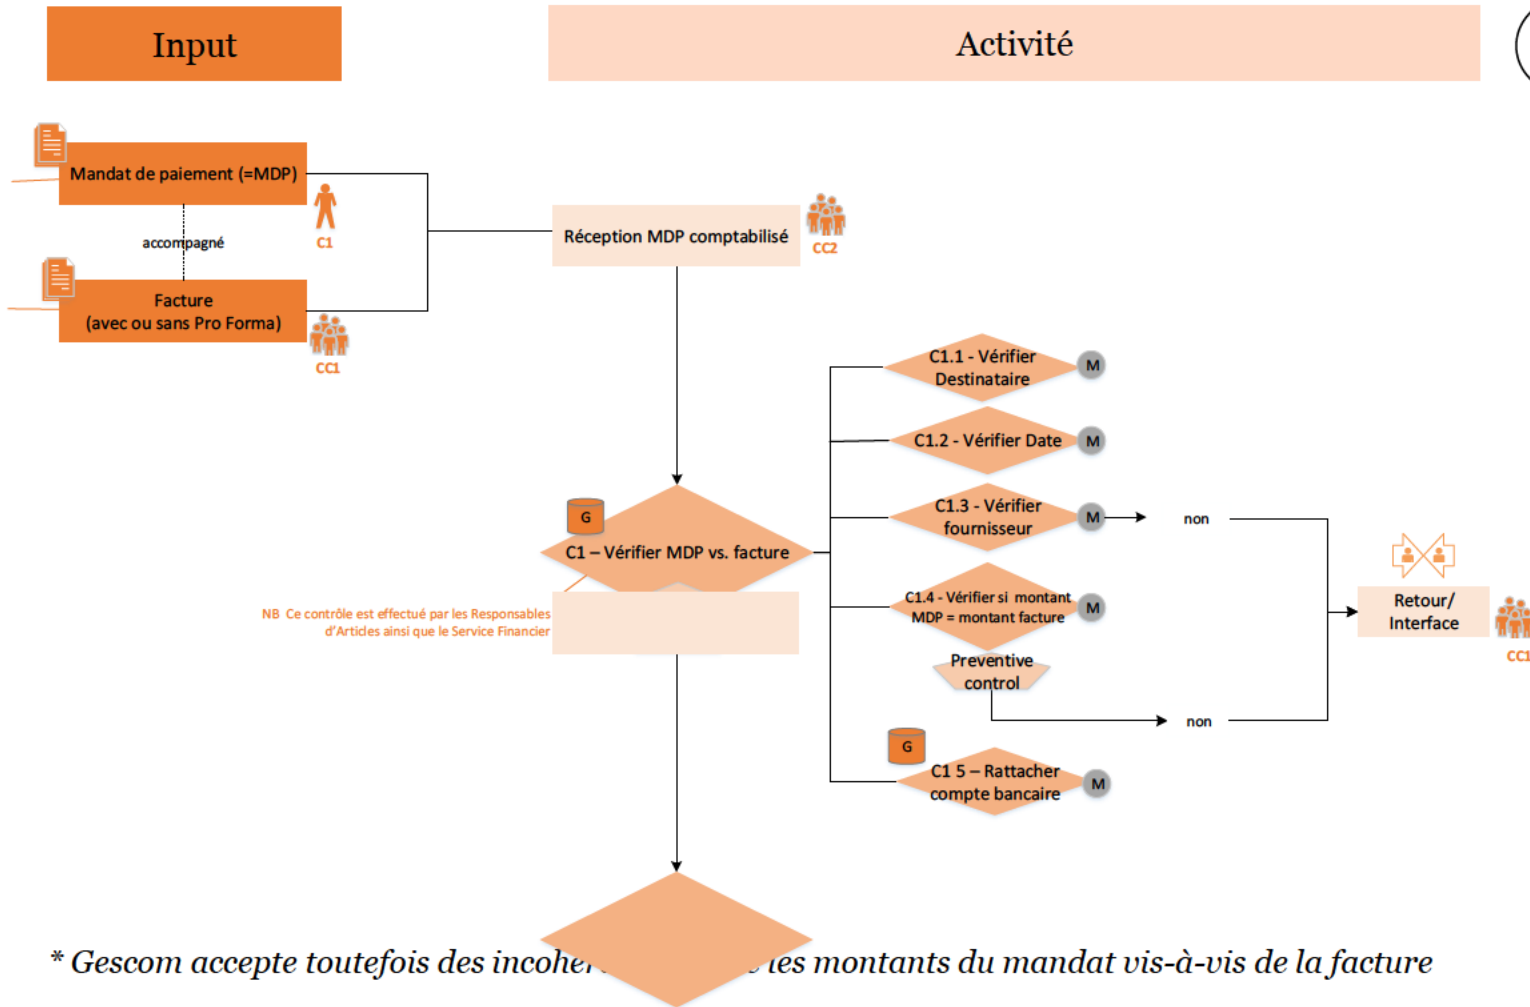 Input
Activité
Mandat de paiement (=MDP)
C1
accompagné
Facture
(avec ou sans Pro Forma)
CC1
Réception MDP comptabilisé
CC2
G
C1 – Vérifier MDP vs. facture
NB Ce contrôle est effectué par les Responsables
d'Articles ainsi que le Service Financier
C1.1 - Vérifier
Destinataire
M
C1.2 - Vérifier Date
M
C1.3 - Vérifier
fournisseur
M
non
C1.4 - Vérifier si montant
MDP = montant facture
M
Preventive
control
non
G
C1 5 – Rattacher
compte bancaire
M
Retour/
Interface
CC1
* Gescom accepte toutefois des les montants du mandat vis-à-vis de la facture